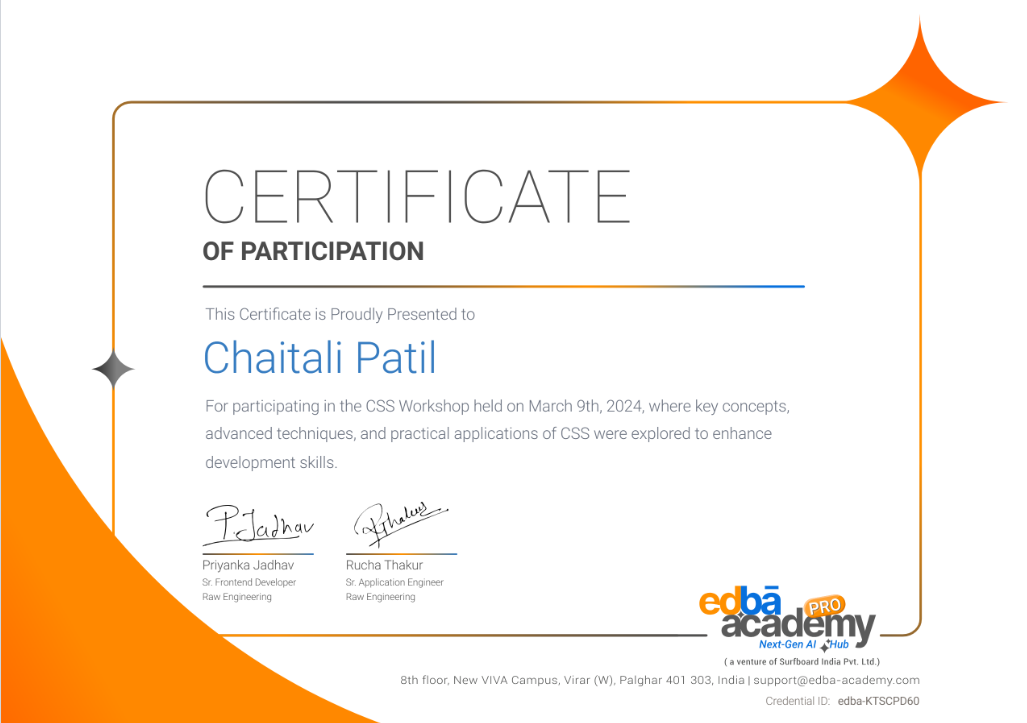 CERTIFICATE
OF PARTICIPATION
This Certificate is Proudly Presented to
Chaitali Patil
For participating in the CSS Workshop held on March 9th, 2024, where key concepts,
advanced techniques, and practical applications of CSS were explored to enhance
development skills.
P.Jadhav
Priyanka Jadhav
Sr. Frontend Developer
Raw Engineering
Rucha Thakur
Sr. Application Engineer
Raw Engineering
edbā
academy PRO
Next-Gen AI Hub
( a venture of Surfboard India Pvt. Ltd.)
8th floor, New VIVA Campus, Virar (W), Palghar 401 303, India | support@edba-academy.com
Credential ID: edba-KTSCPD60